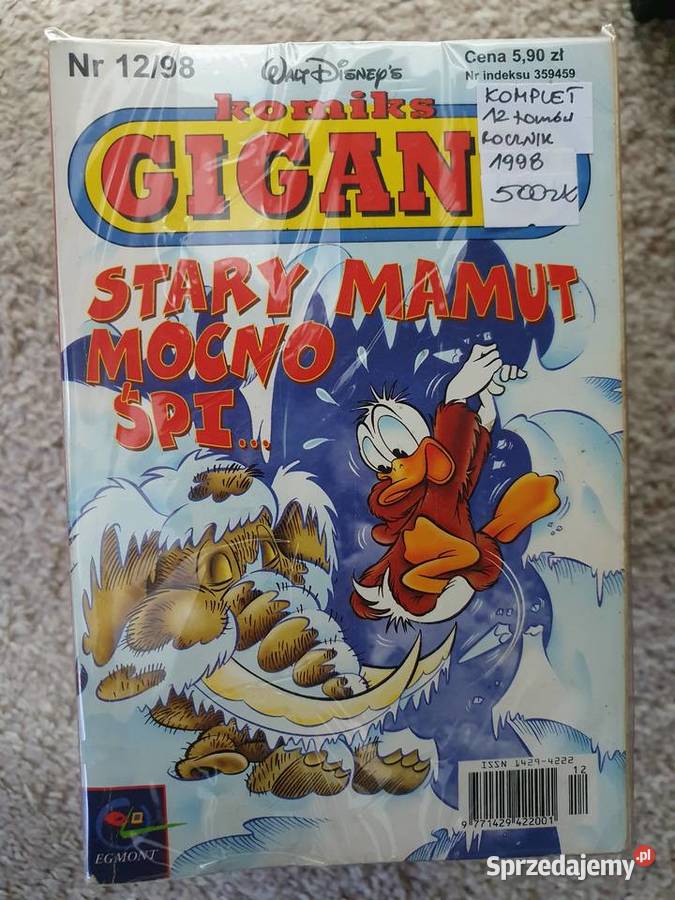 Nr 12/98
WALT DISNEY'S
Cena 5,90 zł
Nr indeksu 359459
komiks
GIGAN
KOMPLET
12 tomów
ROCZNIK
1998
500zł
STARY MAMUT
MOCNO
ŚPI...
ISSN 1429-4222
12
9 771429 422001
EGMONT
Sprzedajemy.pl